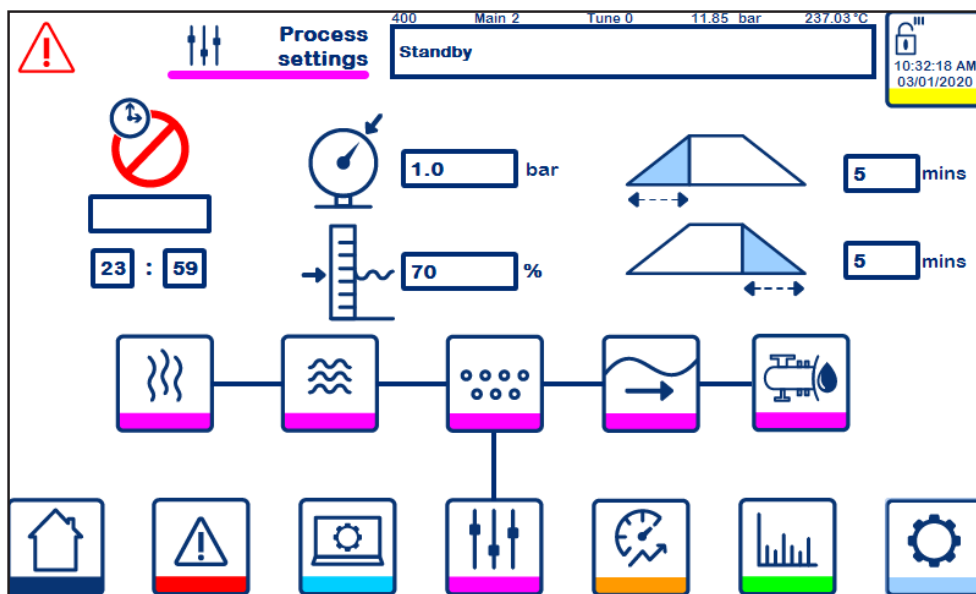 400 Main 2 Tune 0 11.85 bar 237.03 °C
Process
settings
Standby
10:32:18 AM
03/01/2020
1.0 bar
5 mins
23 : 59
70 %
5 mins